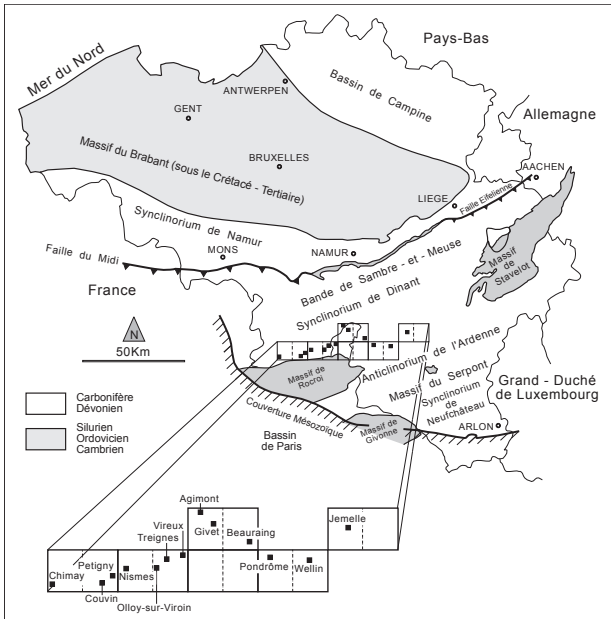 Mer du Nord
Pays-Bas
ANTWERPEN
Bassin de Campine
GENT
Allemagne
Massif du Brabant (sous le Crétacé - Tertiaire)
BRUXELLES
AACHEN
LIEGE
Faille Eifelienne
Synclinorium de Namur
MONS
NAMUR
Faille du Midi
Bande de Sambre - et - Meuse
Massif
de
Stavelot
France
Synclinorium de Dinant
N
50Km
Anticlinorium de l'Ardenne
Massif de
Rocroi
Massif du Serpont
Grand - Duché
de Luxembourg
Synclinorium
de
Neufchâteau
Carbonifère
Dévonien
Couverture Mésozoïque
Massif de
Givonne
ARLON
Silurien
Ordovicien
Cambrien
Bassin
de Paris
Agimont
Jemelle
Givet
Vireux
Beauraing
Treignes
Petigny
Chimay
Nismes
Pondrôme
Wellin
Couvin
Olloy-sur-Viroin